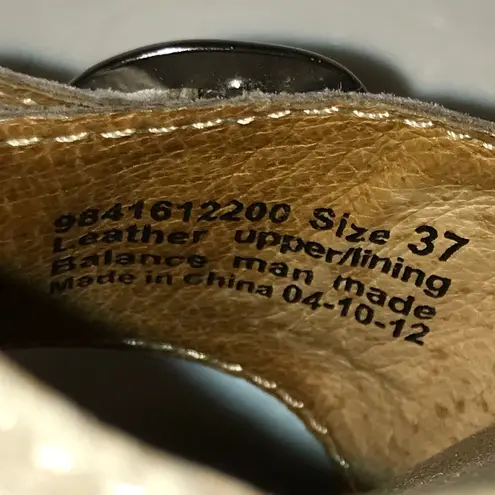 9841612200 Size 37
Leather upper/lining
Balance man made
Made in China 04-10-12